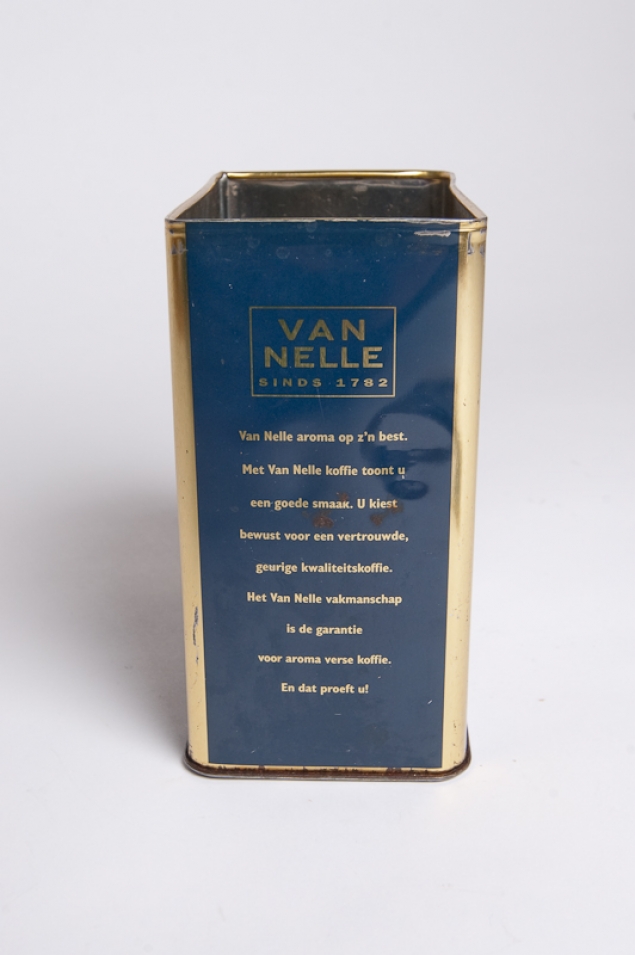 VAN
NELLE
SINDS 1782
Van Nelle aroma op z'n best.
Met Van Nelle koffie toont u
een goede smaak. U kiest
bewust voor een vertrouwde,
geurige kwaliteitskoffie.
Het Van Nelle vakmanschap
is de garantie
voor aroma verse koffie.
En dat proeft u!